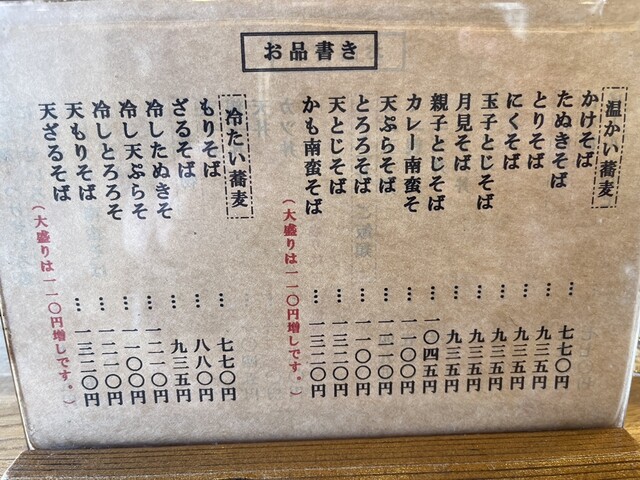 お品書き
温かい蕎麦
かけそば … 七七〇円
たぬきそば … 九三五円
とりそば … 九三五円
にくそば … 九三五円
玉子とじそば … 九三五円
月見そば … 九三五円
親子とじそば … 一〇四五円
カレー南蛮そ … 一一〇〇円
天ぷらそば … 一二一〇円
とろろそば … 一一〇〇円
天とじそば … 一三二〇円
かも南蛮そば … 一三二〇円
(大盛りは一一〇円増しです。)
冷たい蕎麦
もりそば … 七七〇円
ざるそば … 八八〇円
冷したぬきそ … 九三五円
冷し天ぷらそ … 一二一〇円
冷しとろろそ … 一一〇〇円
天もりそば … 一二一〇円
天ざるそば … 一三二〇円
(大盛りは一一〇円増しです。)